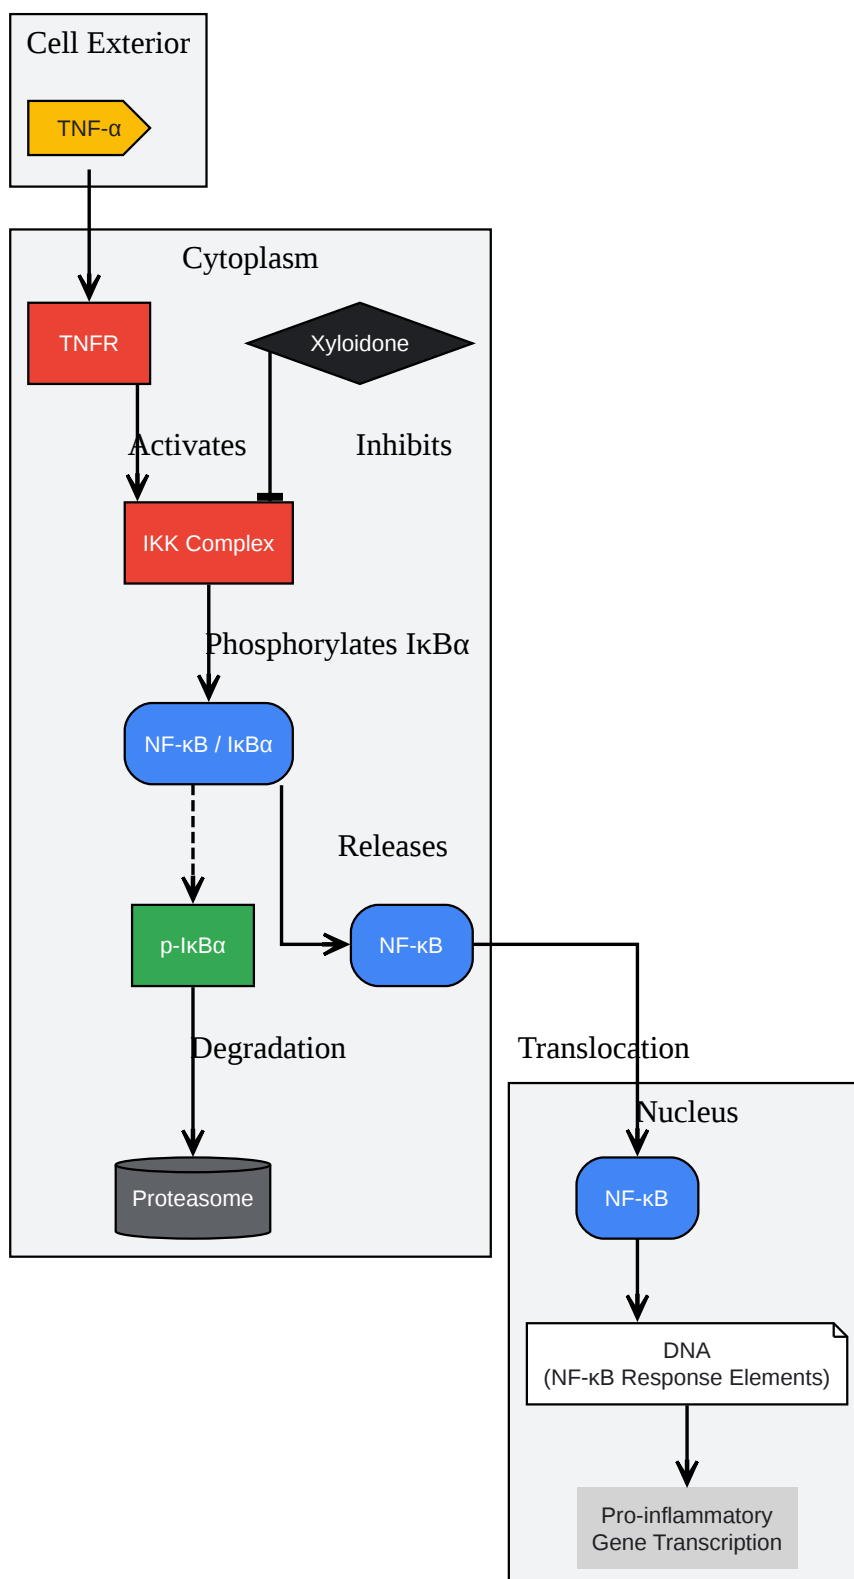 Cell Exterior
TNF-α
Cytoplasm
TNFR
Xyloidone
Activates
Inhibits
IKK Complex
Phosphorylates IκBα
NF-κB / IκBα
Releases
p-IκBα
NF-κB
Degradation
Translocation
Nucleus
Proteasome
NF-κB
DNA
(NF-κB Response Elements)
Pro-inflammatory
Gene Transcription